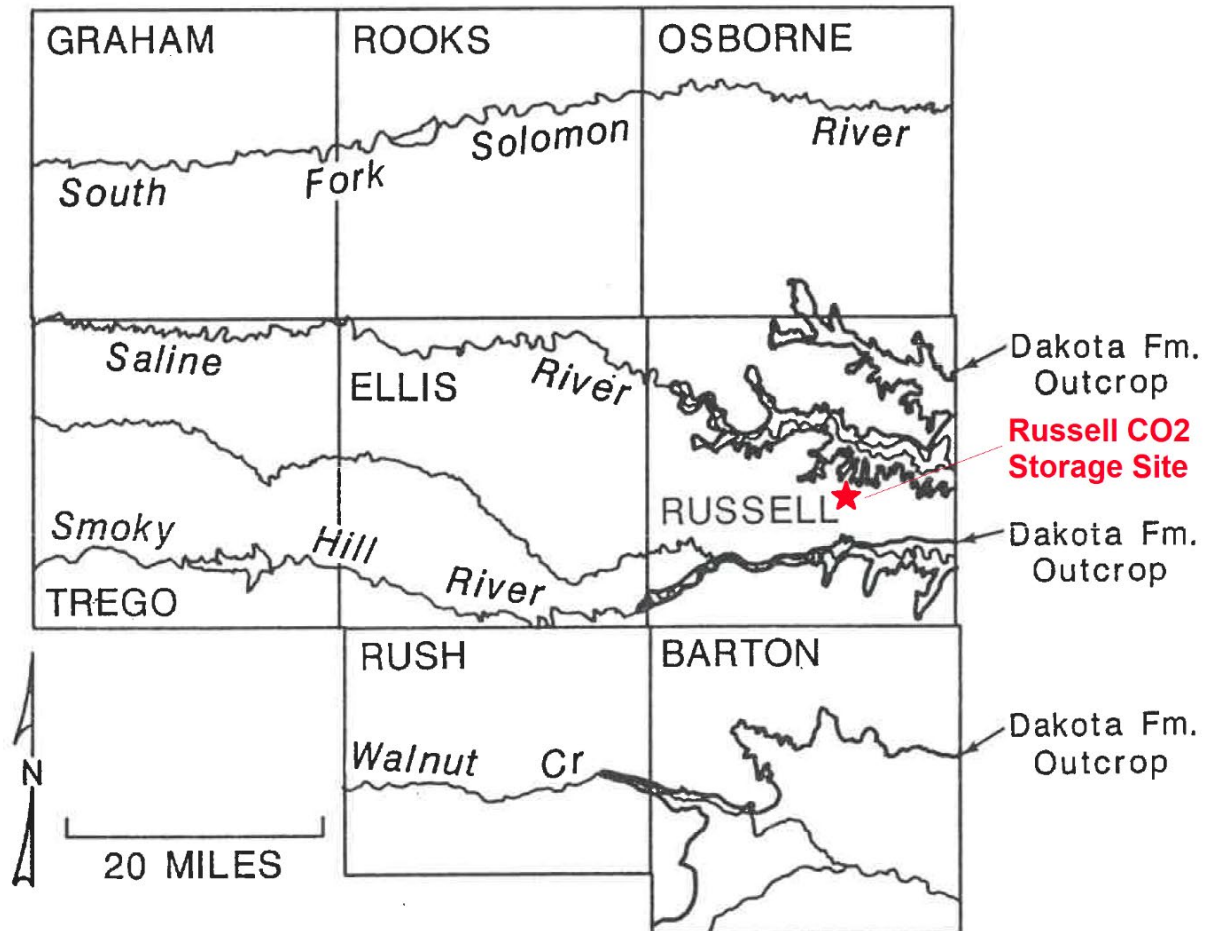 GRAHAM
ROOKS
OSBORNE
South
Fork
Solomon
River
Saline
ELLIS
River
Dakota Fm.
Outcrop
Russell CO2
Storage Site
RUSSELL
Smoky
Hill
River
TREGO
Dakota Fm.
Outcrop
RUSH
BARTON
Walnut
Cr
Dakota Fm.
Outcrop
N
20 MILES